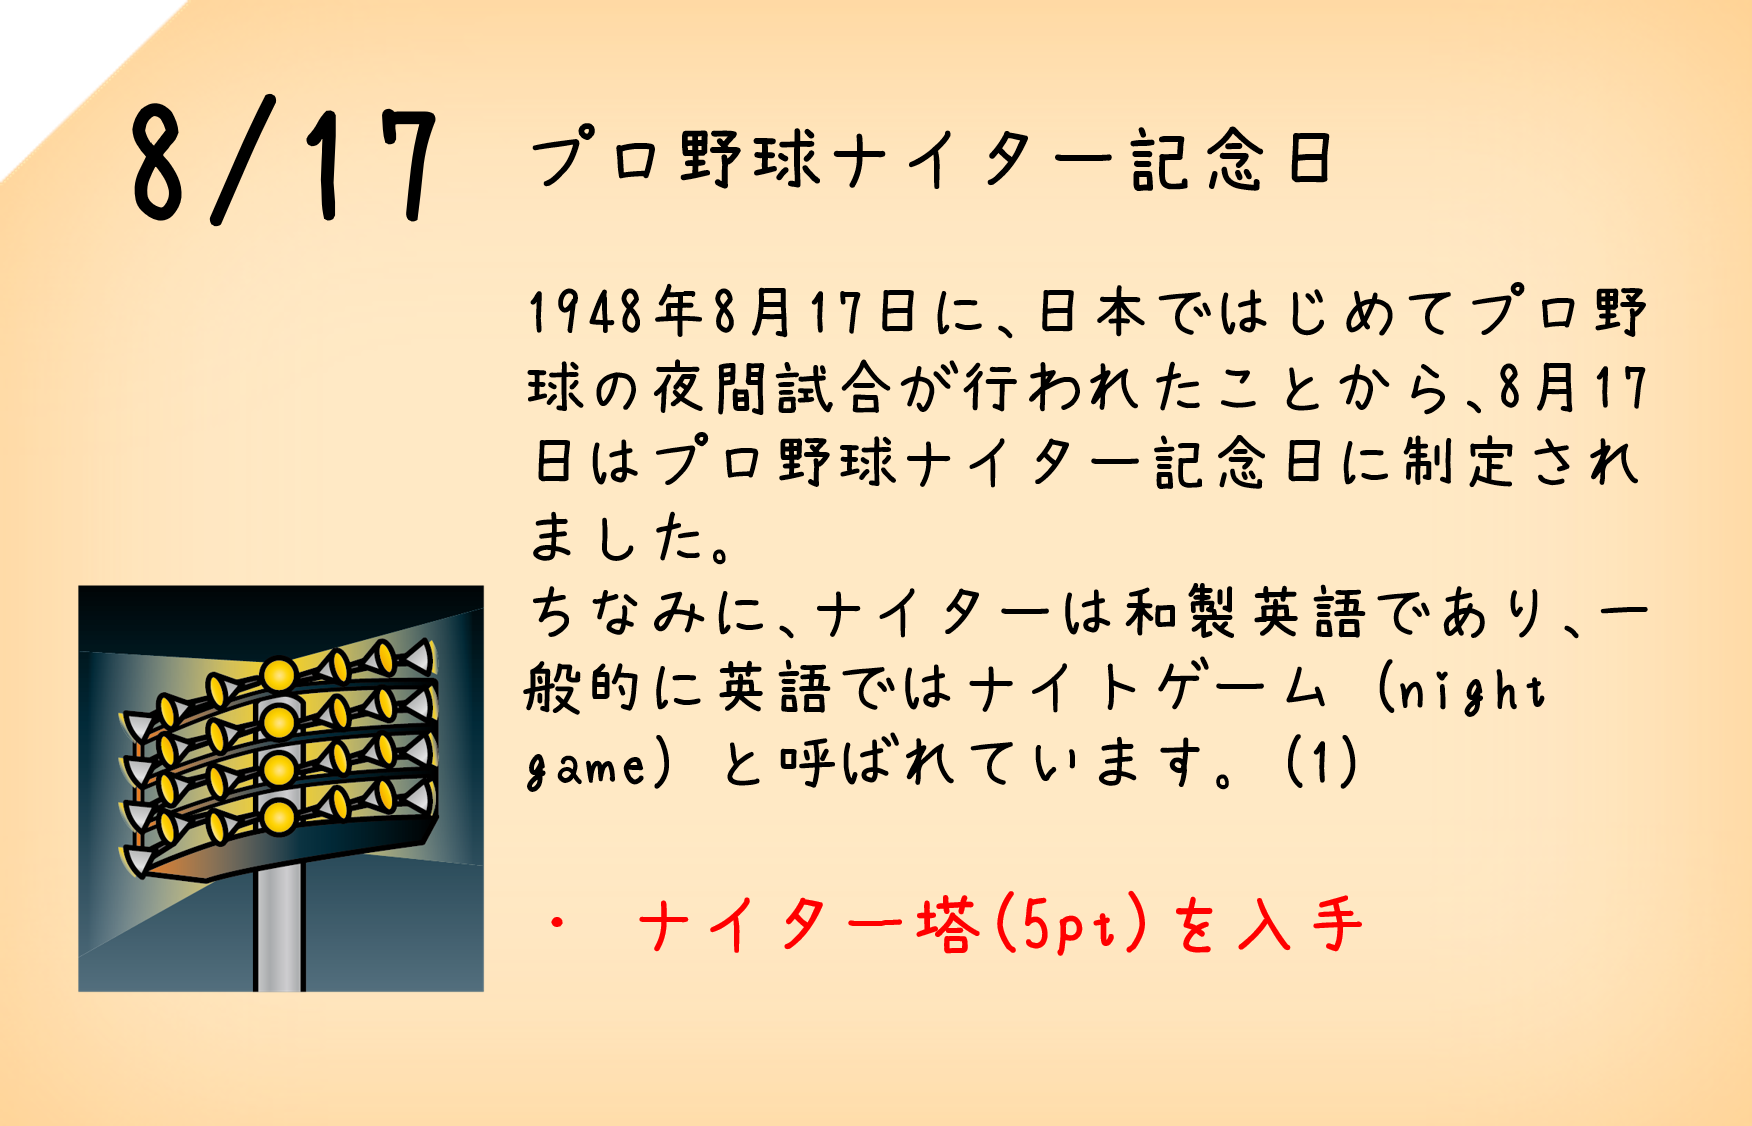 8/17
プロ野球ナイター記念日
1948年8月17日に、日本ではじめてプロ野
球の夜間試合が行われたことから、8月17
日はプロ野球ナイター記念日に制定され
ました。
ちなみに、ナイターは和製英語であり、一
般的に英語ではナイトゲーム (night
game) と呼ばれています。(1)
・ ナイター塔(5pt)を入手